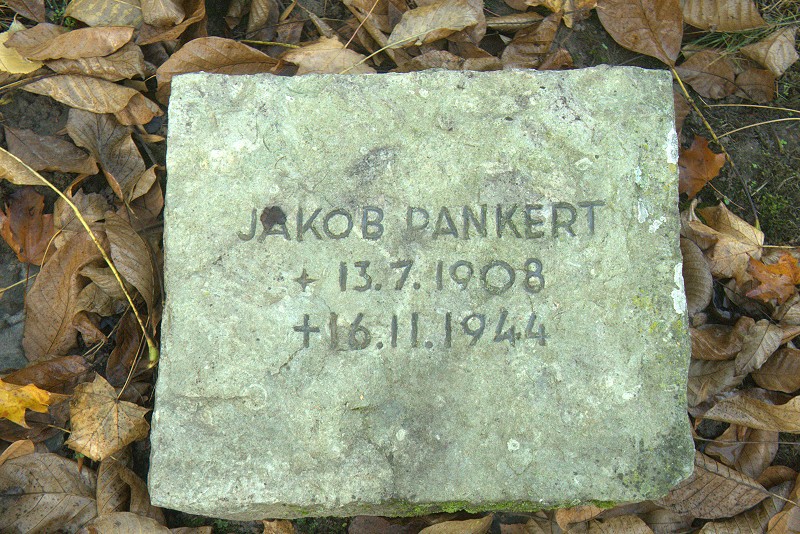 JAKOB PANKERT
+ 13.7.1908
+ 16.11.1944